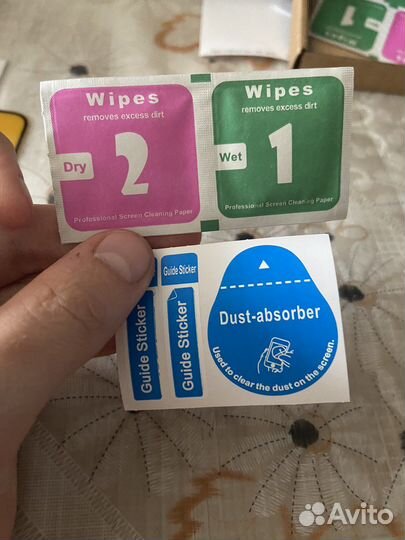 Wipes
removes excess dirt
Dry
2
Professional Screen Cleaning Paper
Wipes
removes excess dirt
Wet
1
Professional Screen Cleaning Paper
1
Guide Sticker
Guide Sticker
Guide Sticker
Dust-absorber
Used to clear the dust on the screen.
Avito